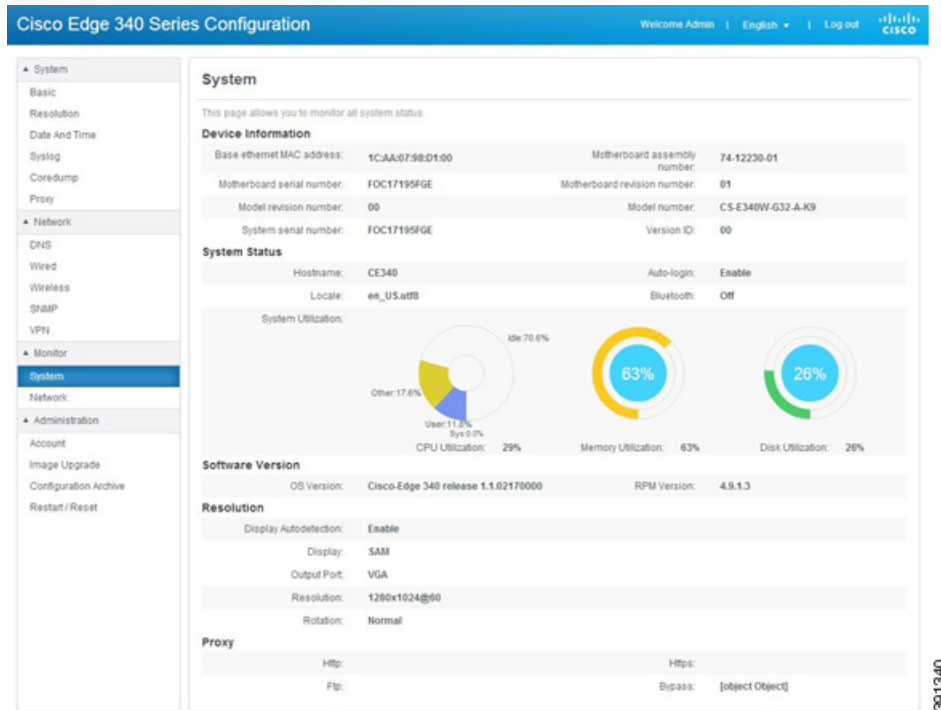 Cisco Edge 340 Series Configuration
Welcome Admin | English | Log out
CISCO
System
Basic
Resolution
Date And Time
Syslog
Coredump
Proxy
Network
DNS
Wired
Wireless
SNMP
VPN
Monitor
System
Network
Administration
Account
Image Upgrade
Configuration Archive
Restart / Reset
System
This page allows you to monitor all system status
Device Information
Base ethernet MAC address: 1C:AA:07:98:D1:00 Motherboard assembly number: 74-12230-01
Motherboard serial number: FOC17195FGE Motherboard revision number: 01
Model revision number: 00 Model number: CS-E340W-G32-A-K9
System serial number: FOC17195FGE Version ID: 00
System Status
Hostname: CE340 Auto-login: Enable
Locale: en_US.utf8 Bluetooth: Off
System Utilization:
Idle:70.6%
Other:17.6%
User:11.8%
Sys:0.0%
63%
26%
CPU Utilization: 29% Memory Utilization: 63% Disk Utilization: 26%
Software Version
OS Version: Cisco-Edge 340 release 1.1.02170000 RPM Version: 4.9.1.3
Resolution
Display Autodetection: Enable
Display: SAM
Output Port: VGA
Resolution: 1280x1024@60
Rotation: Normal
Proxy
Http: Https:
Ftp: Bypass: [object Object]
391340